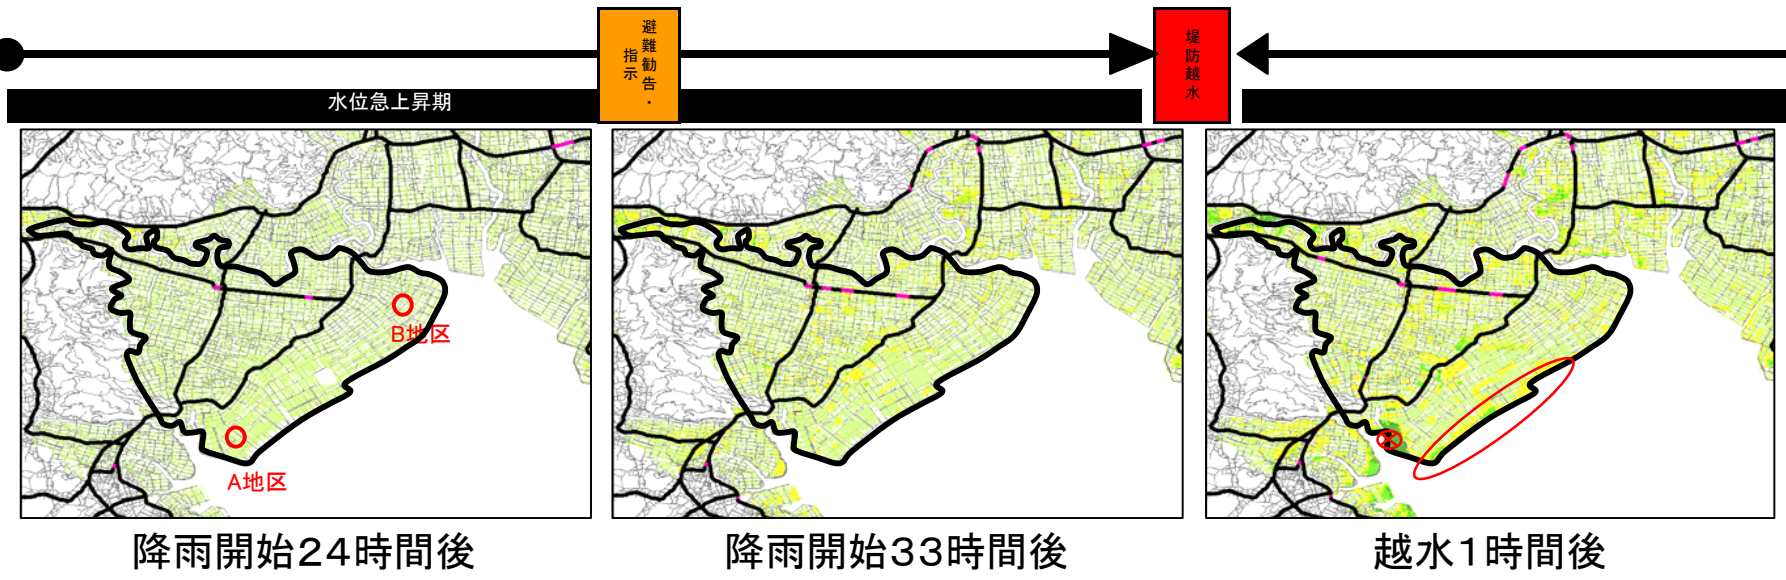 避難勧告・
指示
堤防越水
水位急上昇期
B地区
A地区
降雨開始24時間後
降雨開始33時間後
越水1時間後